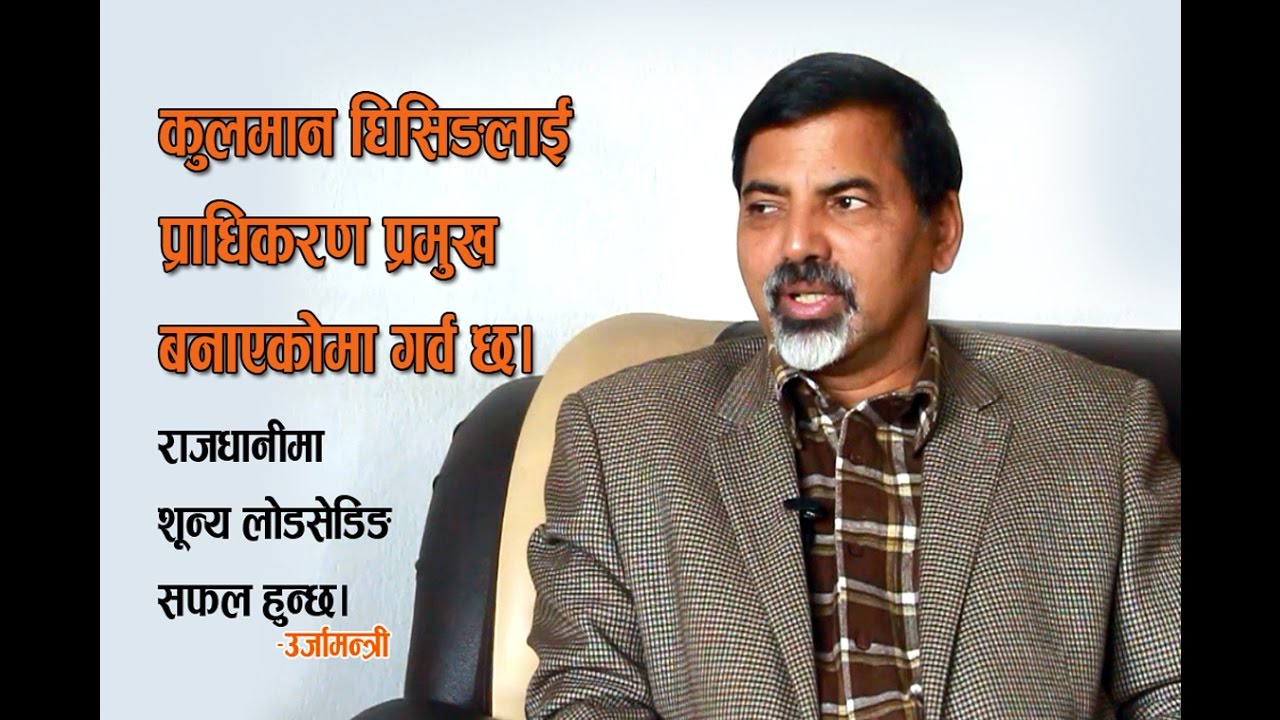 कुलमान घिसिङलाई
प्राधिकरण प्रमुख
बनाएकोमा गर्व छ।
राजधानीमा
शून्य लोडसेडिङ
सफल हुन्छ।
-उर्जामन्त्री